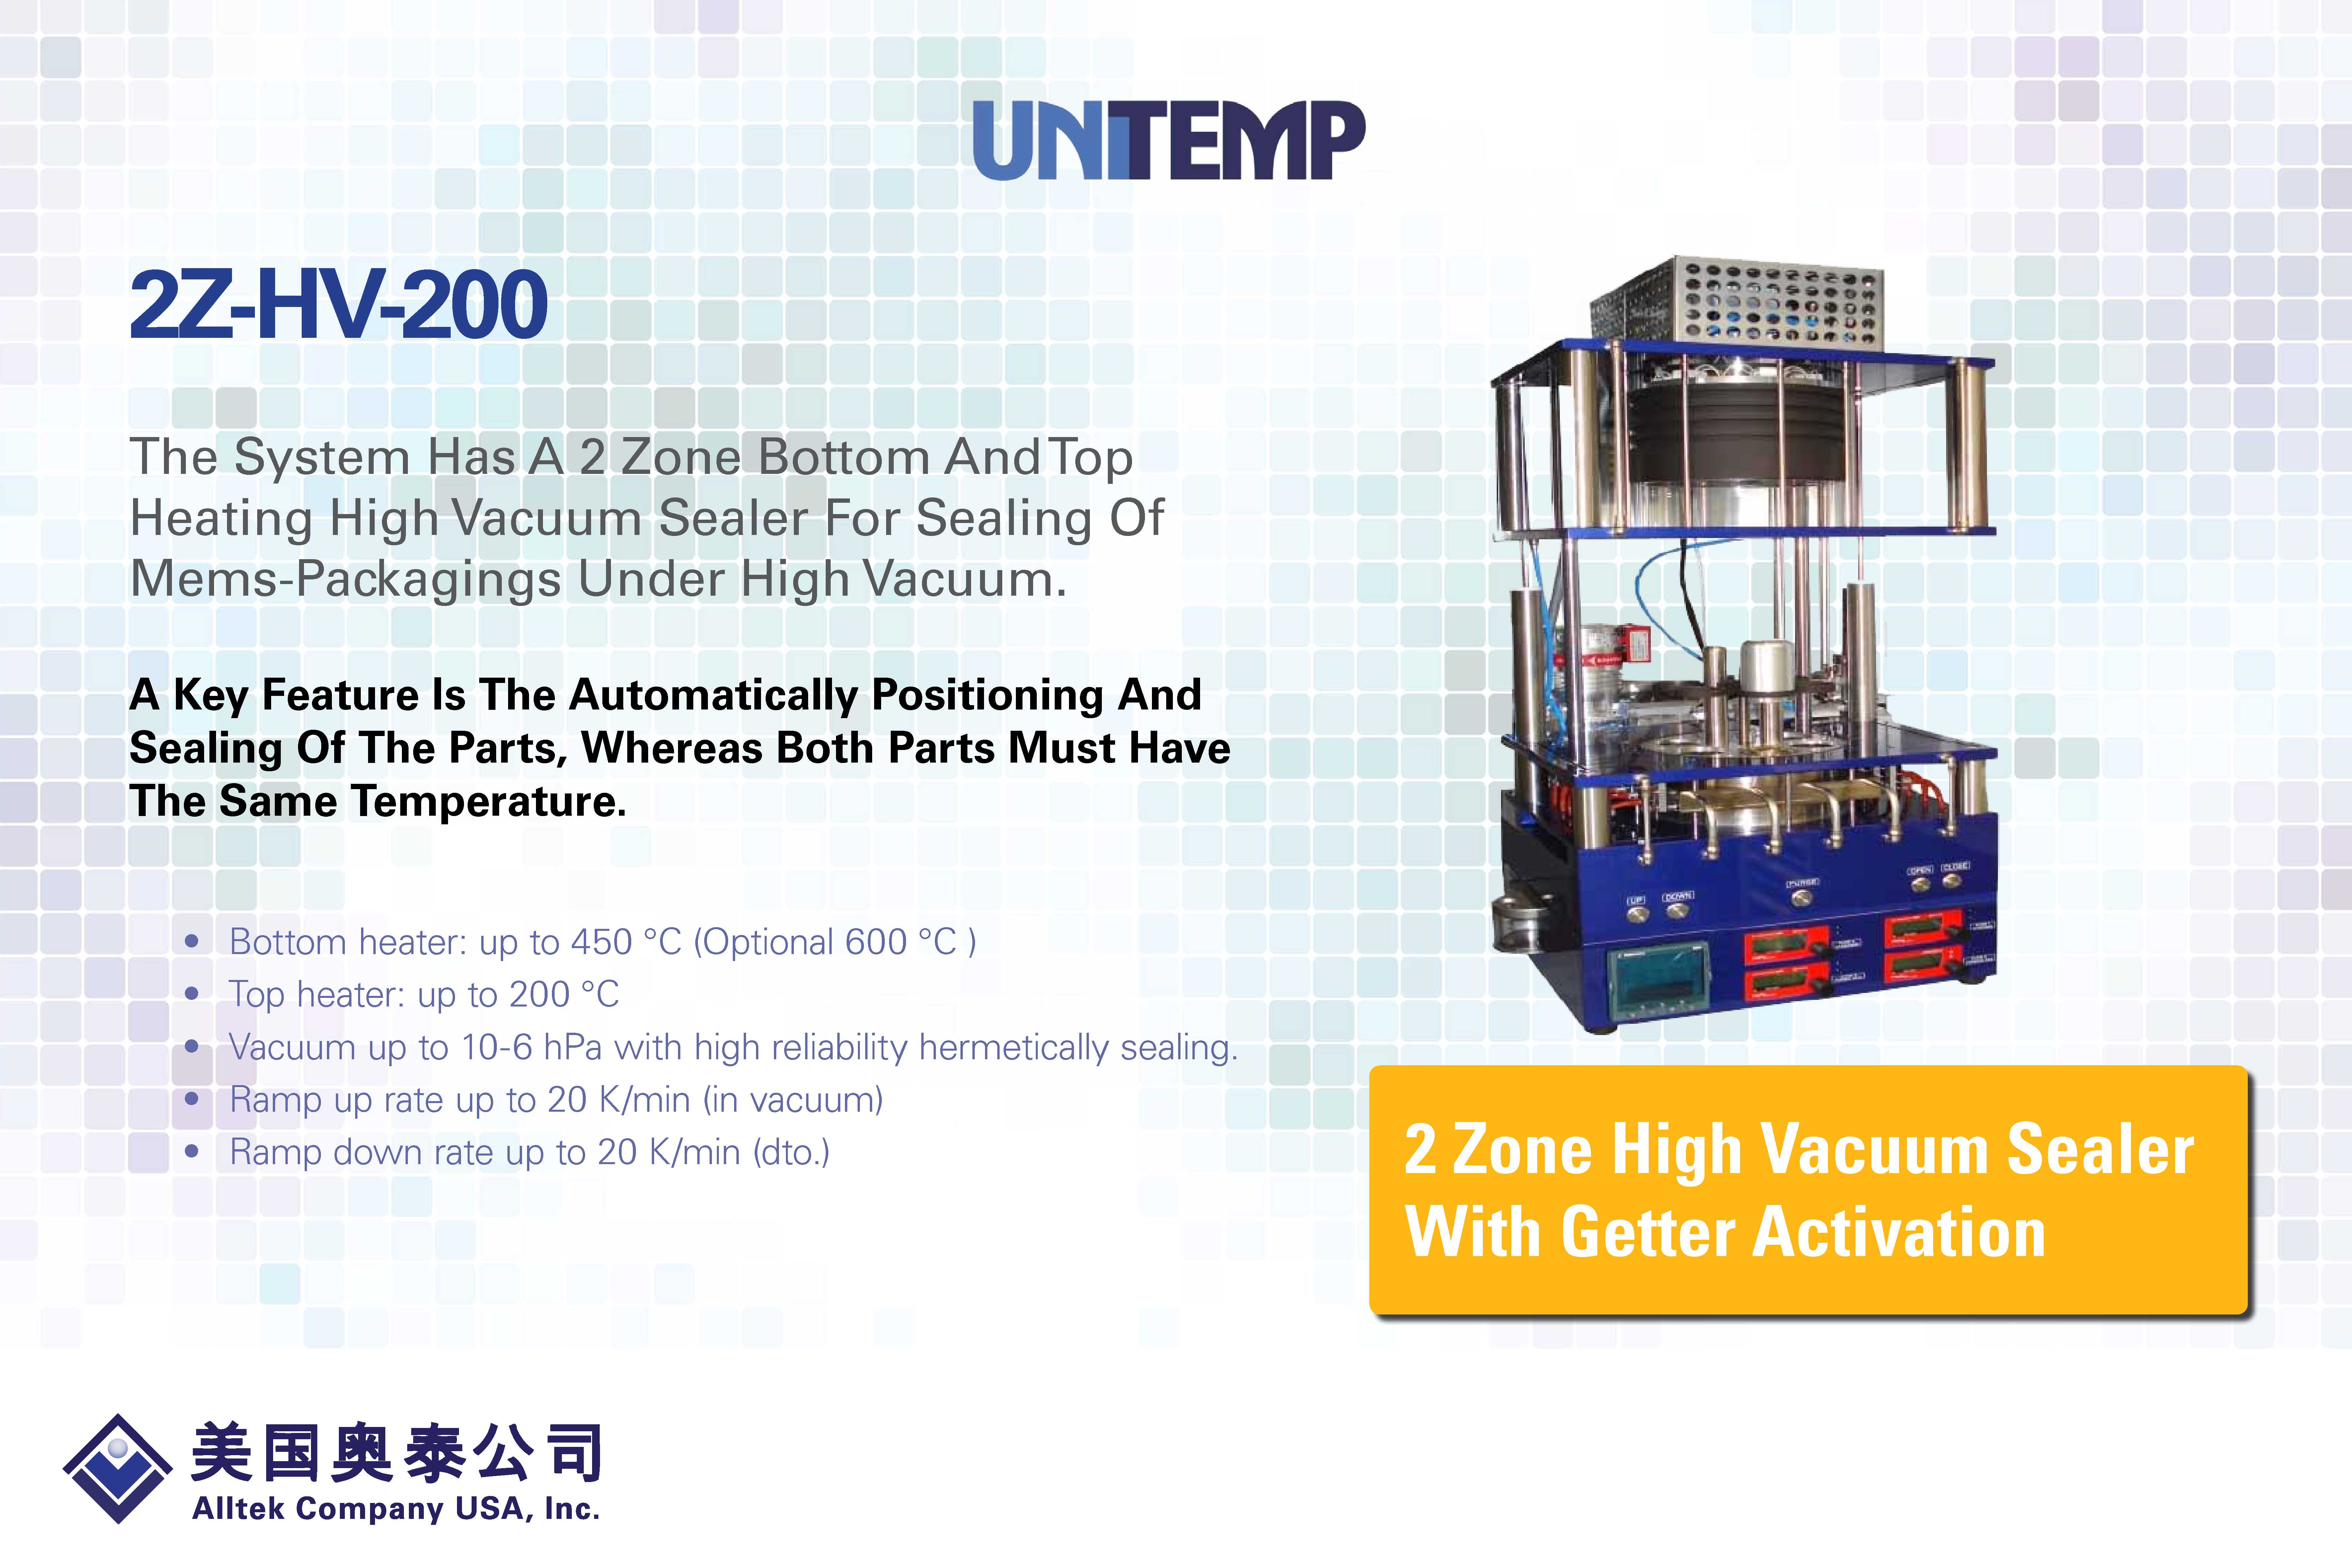 UNITEMP
2Z-HV-200
The System Has A 2 Zone Bottom And Top
Heating High Vacuum Sealer For Sealing Of
Mems-Packagings Under High Vacuum.
A Key Feature Is The Automatically Positioning And
Sealing Of The Parts, Whereas Both Parts Must Have
The Same Temperature.
• Bottom heater: up to 450 °C (Optional 600 °C )
• Top heater: up to 200 °C
• Vacuum up to 10-6 hPa with high reliability hermetically sealing.
• Ramp up rate up to 20 K/min (in vacuum)
• Ramp down rate up to 20 K/min (dto.)
UP DOWN PURGE OPEN CLOSE
2 Zone High Vacuum Sealer
With Getter Activation
美国奥泰公司
Alltek Company USA, Inc.